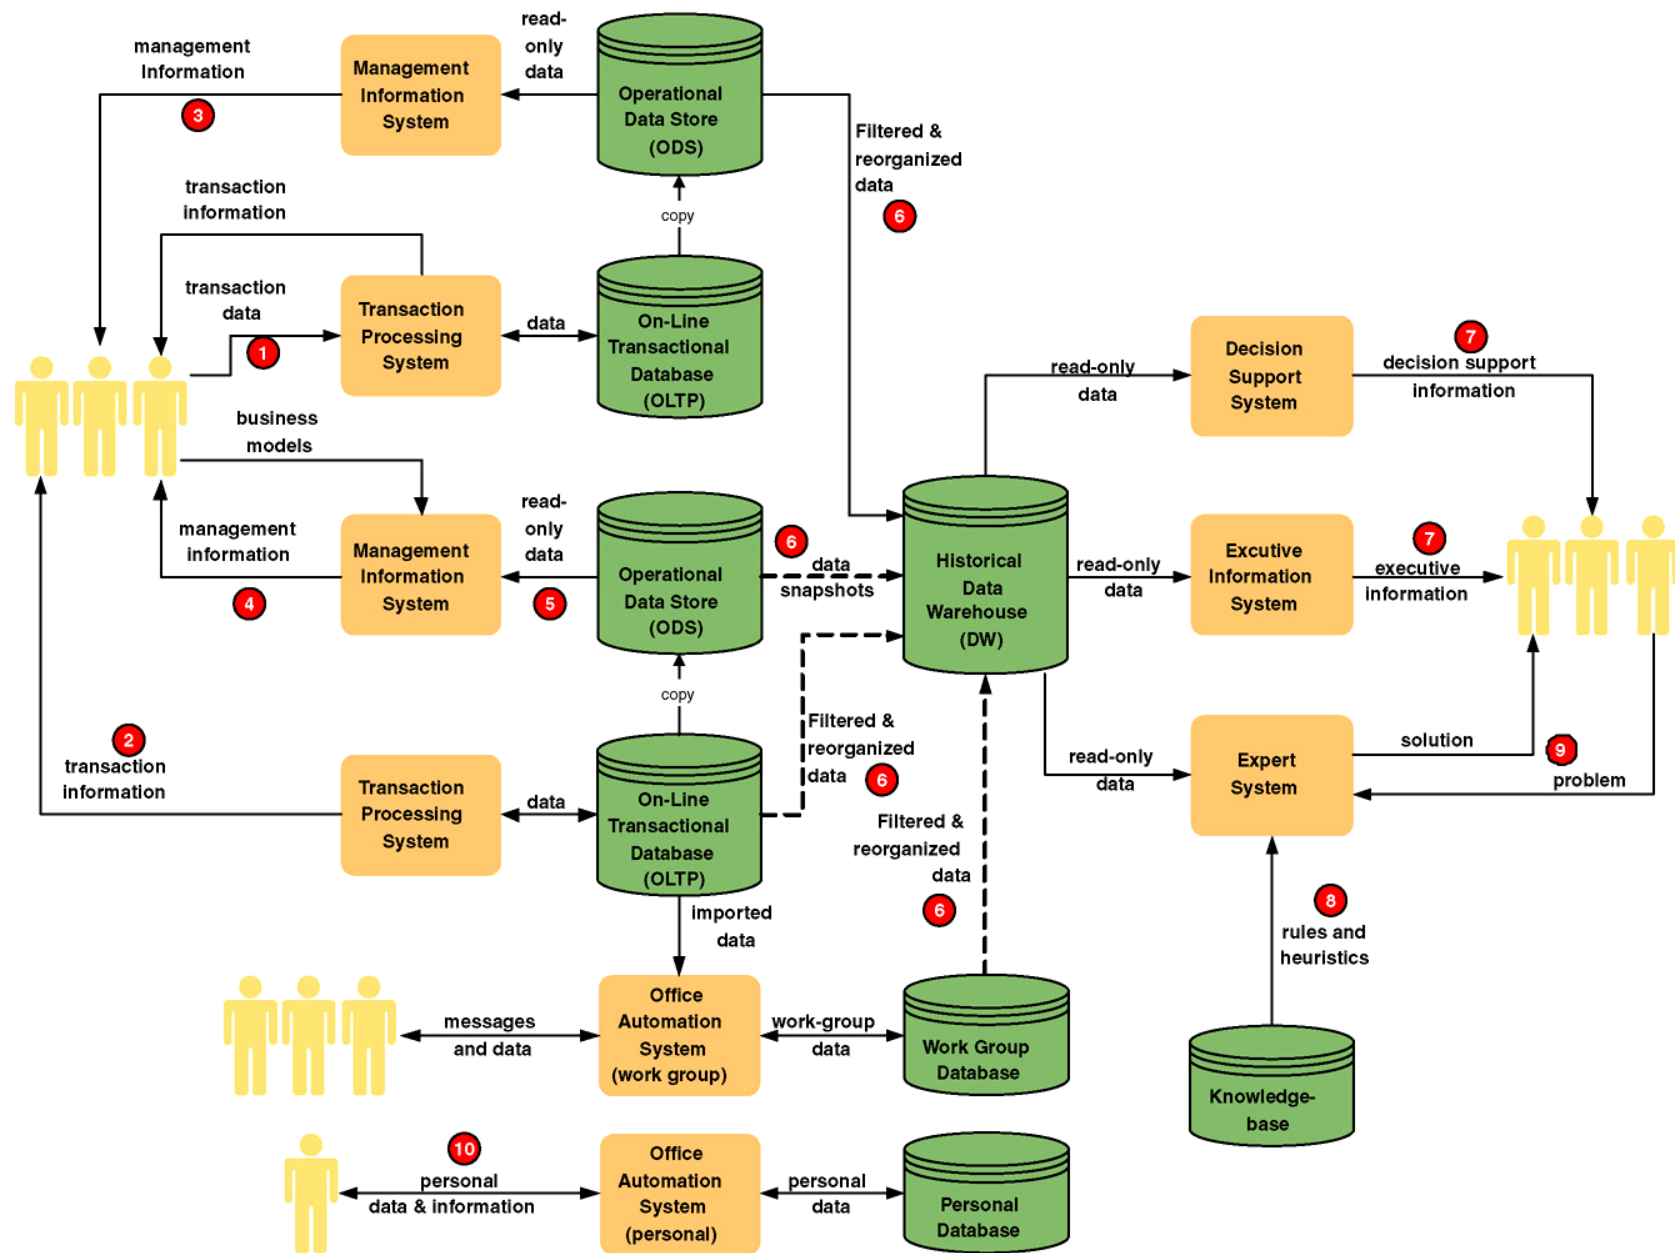 management
Information
3
Management
Information
System
read-
only
data
Operational
Data Store
(ODS)
Filtered &
reorganized
data
6
transaction
information
copy
transaction
data
1
Transaction
Processing
System
data
On-Line
Transactional
Database
(OLTP)
business
models
management
information
4
Management
Information
System
read-
only
data
5
Operational
Data Store
(ODS)
6
data
snapshots
Historical
Data
Warehouse
(DW)
read-only
data
Decision
Support
System
7
decision support
information
read-only
data
Excutive
Information
System
7
executive
information
copy
2
transaction
information
Transaction
Processing
System
data
On-Line
Transactional
Database
(OLTP)
Filtered &
reorganized
data
6
Filtered &
reorganized
data
6
read-only
data
Expert
System
solution
9
problem
8
rules and
heuristics
Knowledge-
base
imported
data
messages
and data
Office
Automation
System
(work group)
work-group
data
Work Group
Database
10
personal
data & information
Office
Automation
System
(personal)
personal
data
Personal
Database